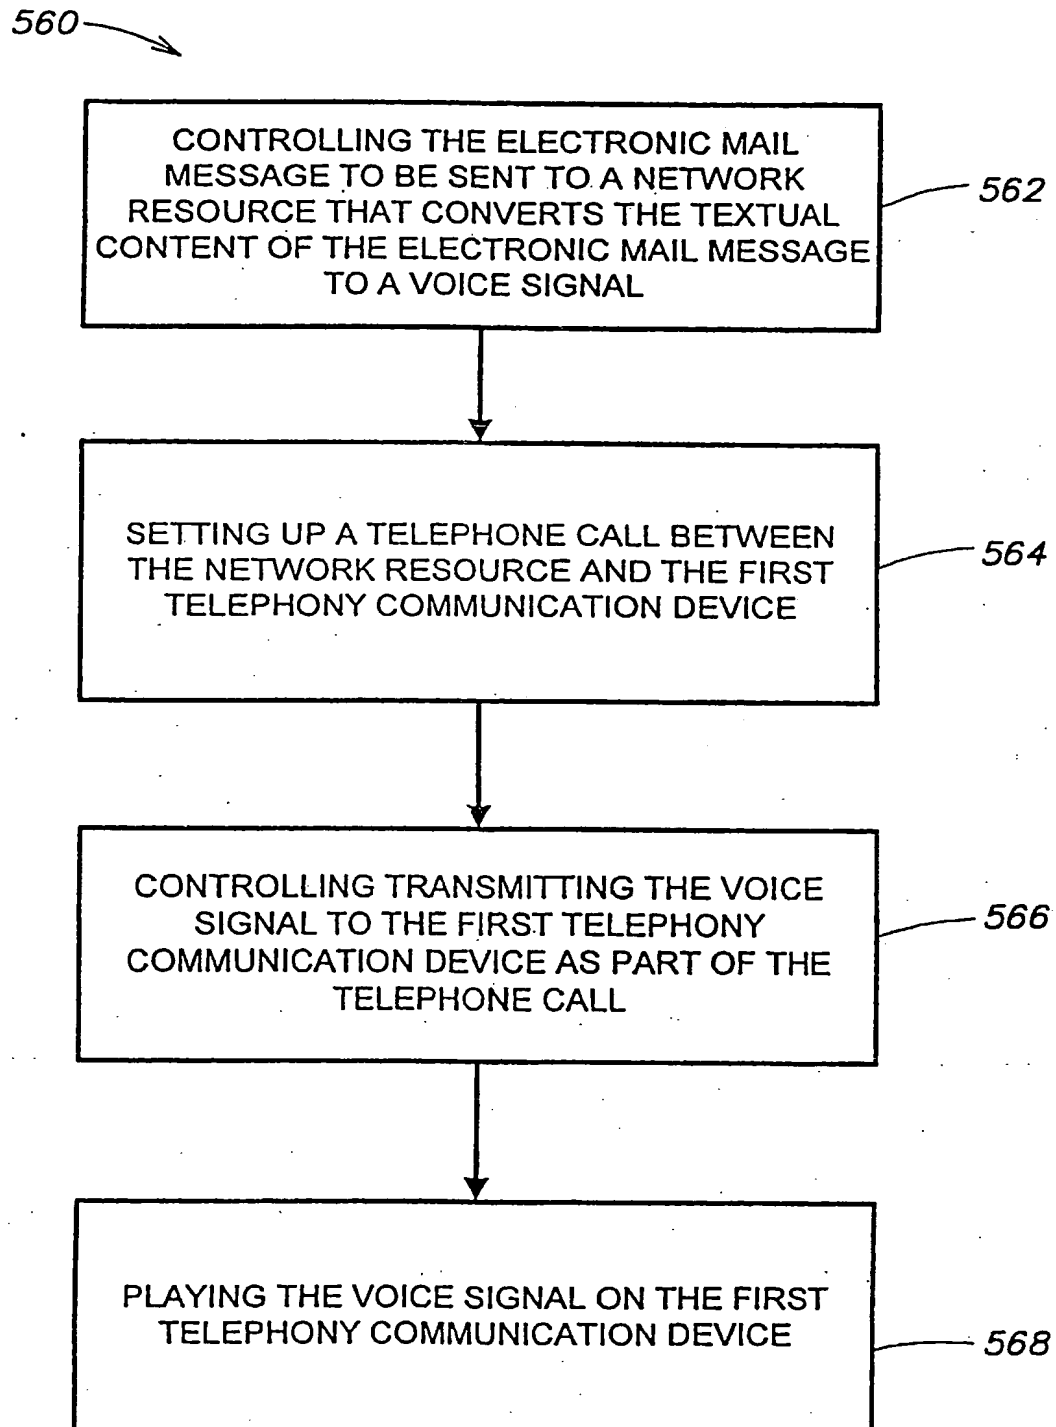 560
CONTROLLING THE ELECTRONIC MAIL
MESSAGE TO BE SENT TO A NETWORK
RESOURCE THAT CONVERTS THE TEXTUAL
CONTENT OF THE ELECTRONIC MAIL MESSAGE
TO A VOICE SIGNAL
562
SETTING UP A TELEPHONE CALL BETWEEN
THE NETWORK RESOURCE AND THE FIRST
TELEPHONY COMMUNICATION DEVICE
564
CONTROLLING TRANSMITTING THE VOICE
SIGNAL TO THE FIRST TELEPHONY
COMMUNICATION DEVICE AS PART OF THE
TELEPHONE CALL
566
PLAYING THE VOICE SIGNAL ON THE FIRST
TELEPHONY COMMUNICATION DEVICE
568